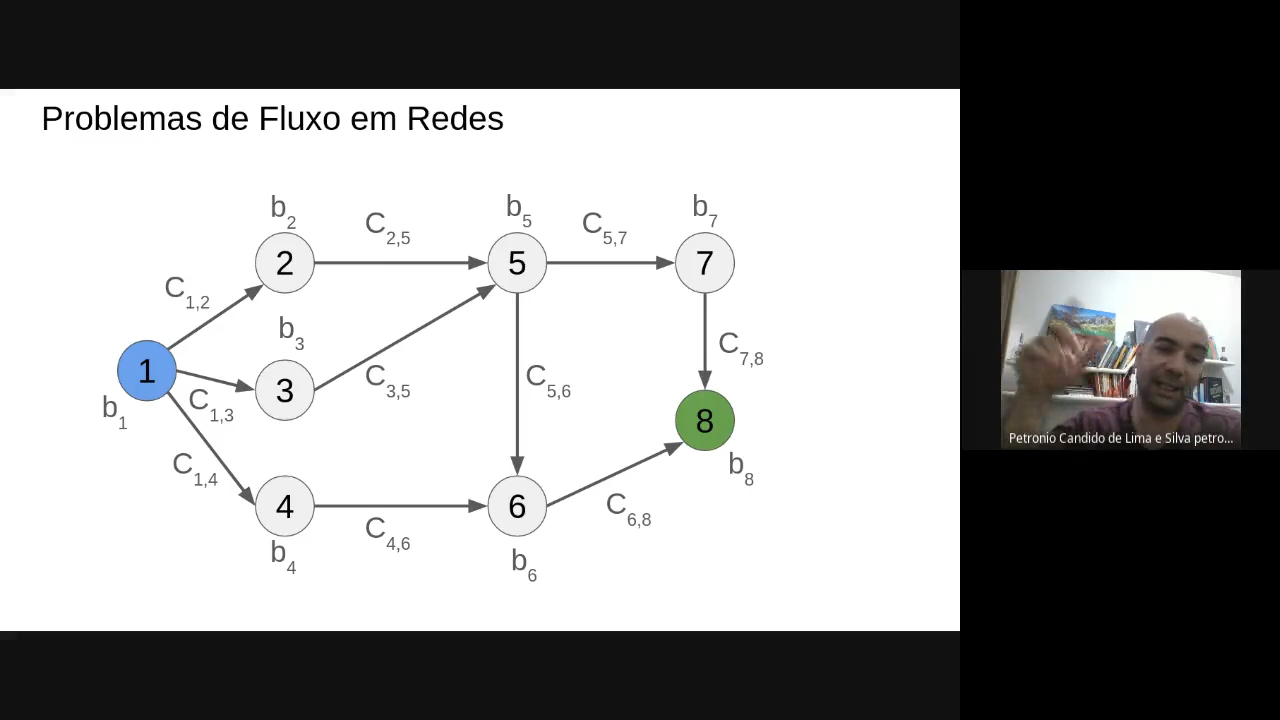 Problemas de Fluxo em Redes
b2
b5
b7
C2,5
C5,7
2
5
7
C1,2
b3
C7,8
1
3
C3,5
C5,6
C1,3
b1
8
C1,4
b8
4
6
C4,6
C6,8
b4
b6
Petronio Candido de Lima e Silva petro...